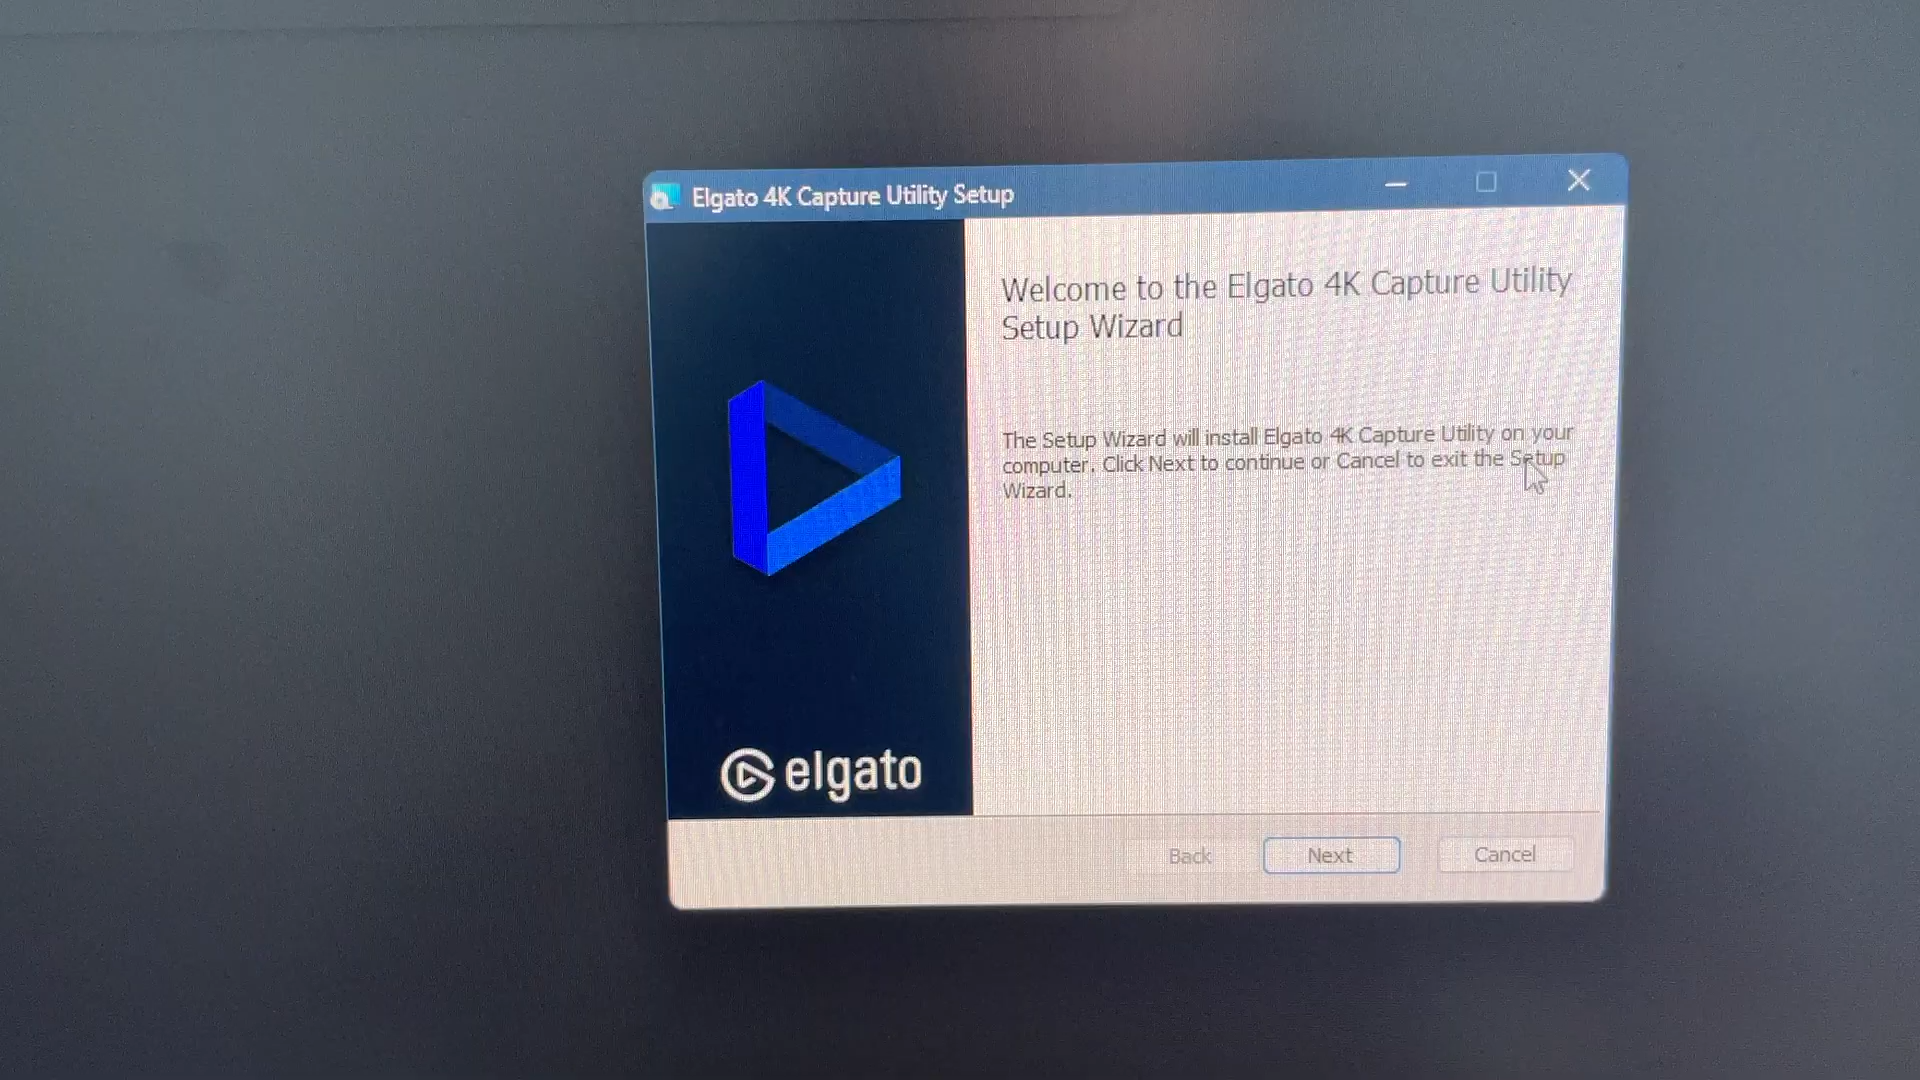 Elgato 4K Capture Utility Setup
Welcome to the Elgato 4K Capture Utility
Setup Wizard
The Setup Wizard will install Elgato 4K Capture Utility on your
computer. Click Next to continue or Cancel to exit the Setup
Wizard.
elgato
Back
Next
Cancel